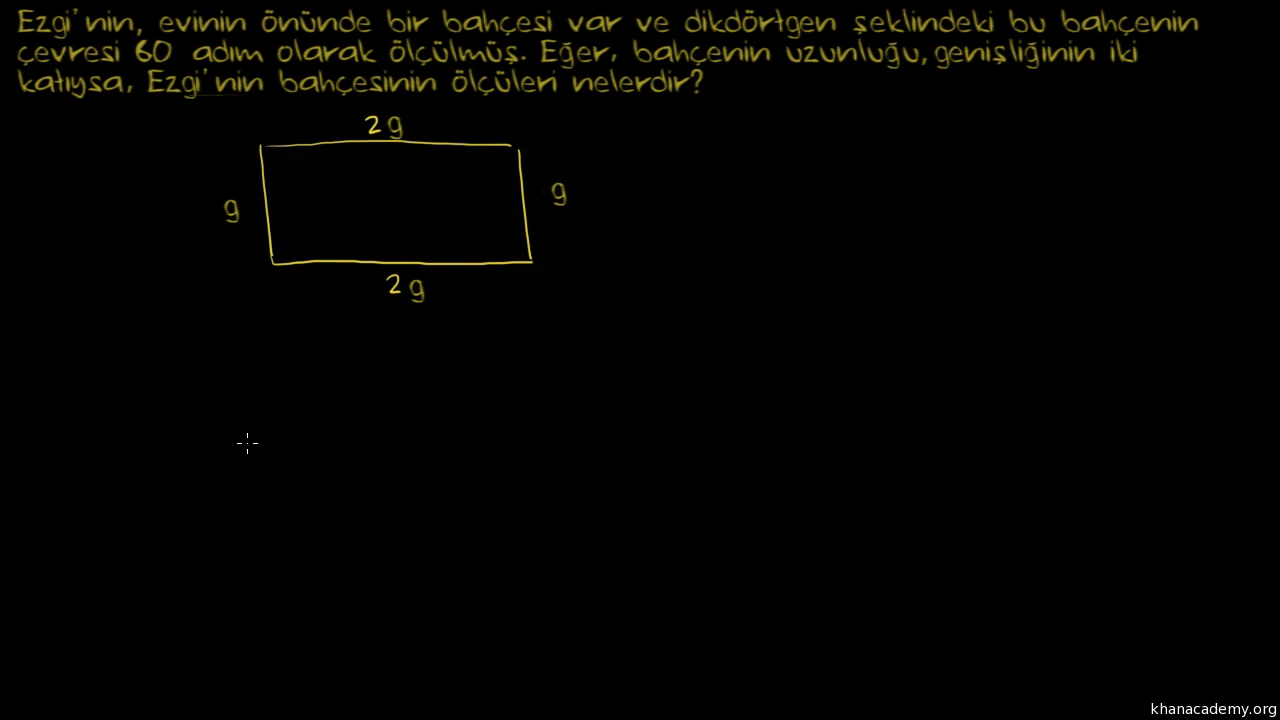 Ezgi'nin, evinin önünde bir bahçesi var ve dikdörtgen şeklindeki bu bahçenin
çevresi 60 adım olarak ölçülmüş. Eğer, bahçenin uzunluğu, genişliğinin iki
katıysa, Ezgi'nin bahçesinin ölçüleri nelerdir?
2g
g
g
2g
khanacademy.org